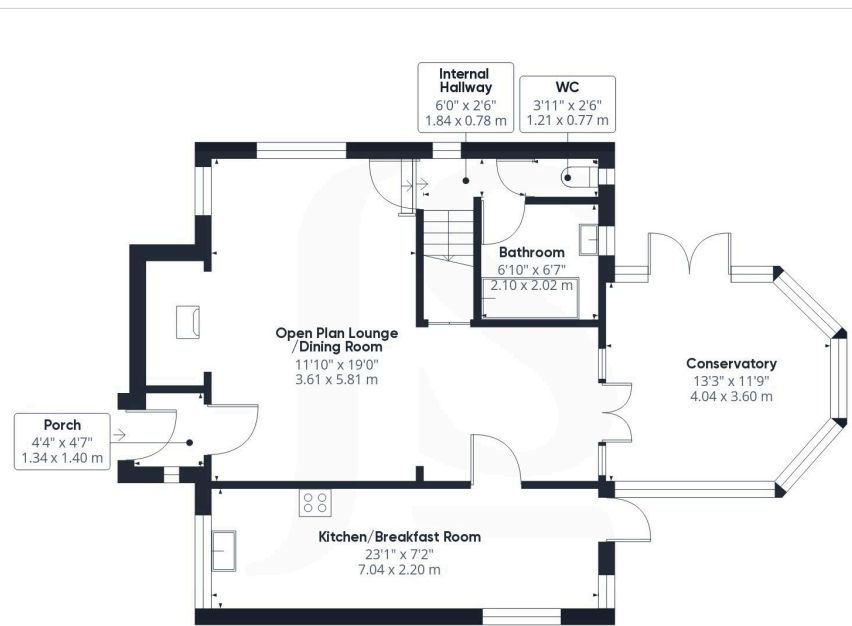 Internal
Hallway
6'0" x 2'6"
1.84 x 0.78 m
WC
3'11" x 2'6"
1.21 x 0.77 m
Bathroom
6'10" x 6'7"
2.10 x 2.02 m
Open Plan Lounge
/Dining Room
11'10" x 19'0"
3.61 x 5.81 m
Conservatory
13'3" x 11'9"
4.04 x 3.60 m
Porch
4'4" x 4'7"
1.34 x 1.40 m
Kitchen/Breakfast Room
23'1" x 7'2"
7.04 x 2.20 m